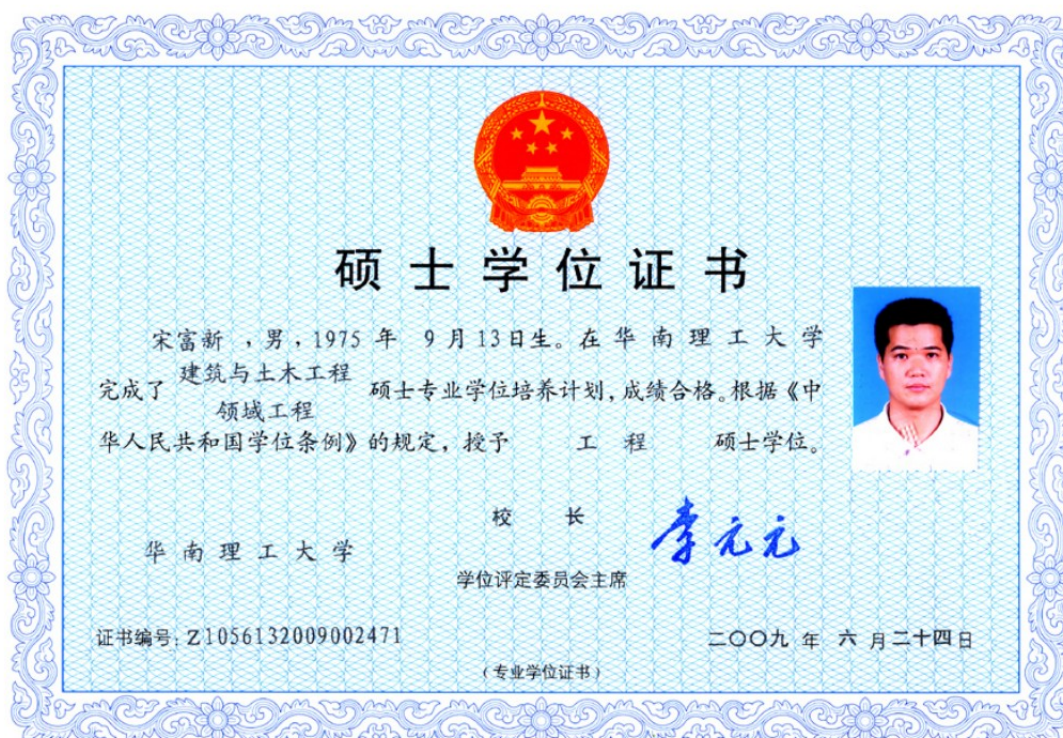 硕士学位证书
宋富新，男，1975 年 9月13日生。在华南理工大学
完成了 建筑与土木工程领域工程 硕士专业学位培养计划，成绩合格。根据《中
华人民共和国学位条例》的规定，授予 工程 硕士学位。
校 长 李元元
华南理工大学
学位评定委员会主席
证书编号：Z1056132009002471
二〇〇九 年 六 月 二十四 日
（专业学位证书）